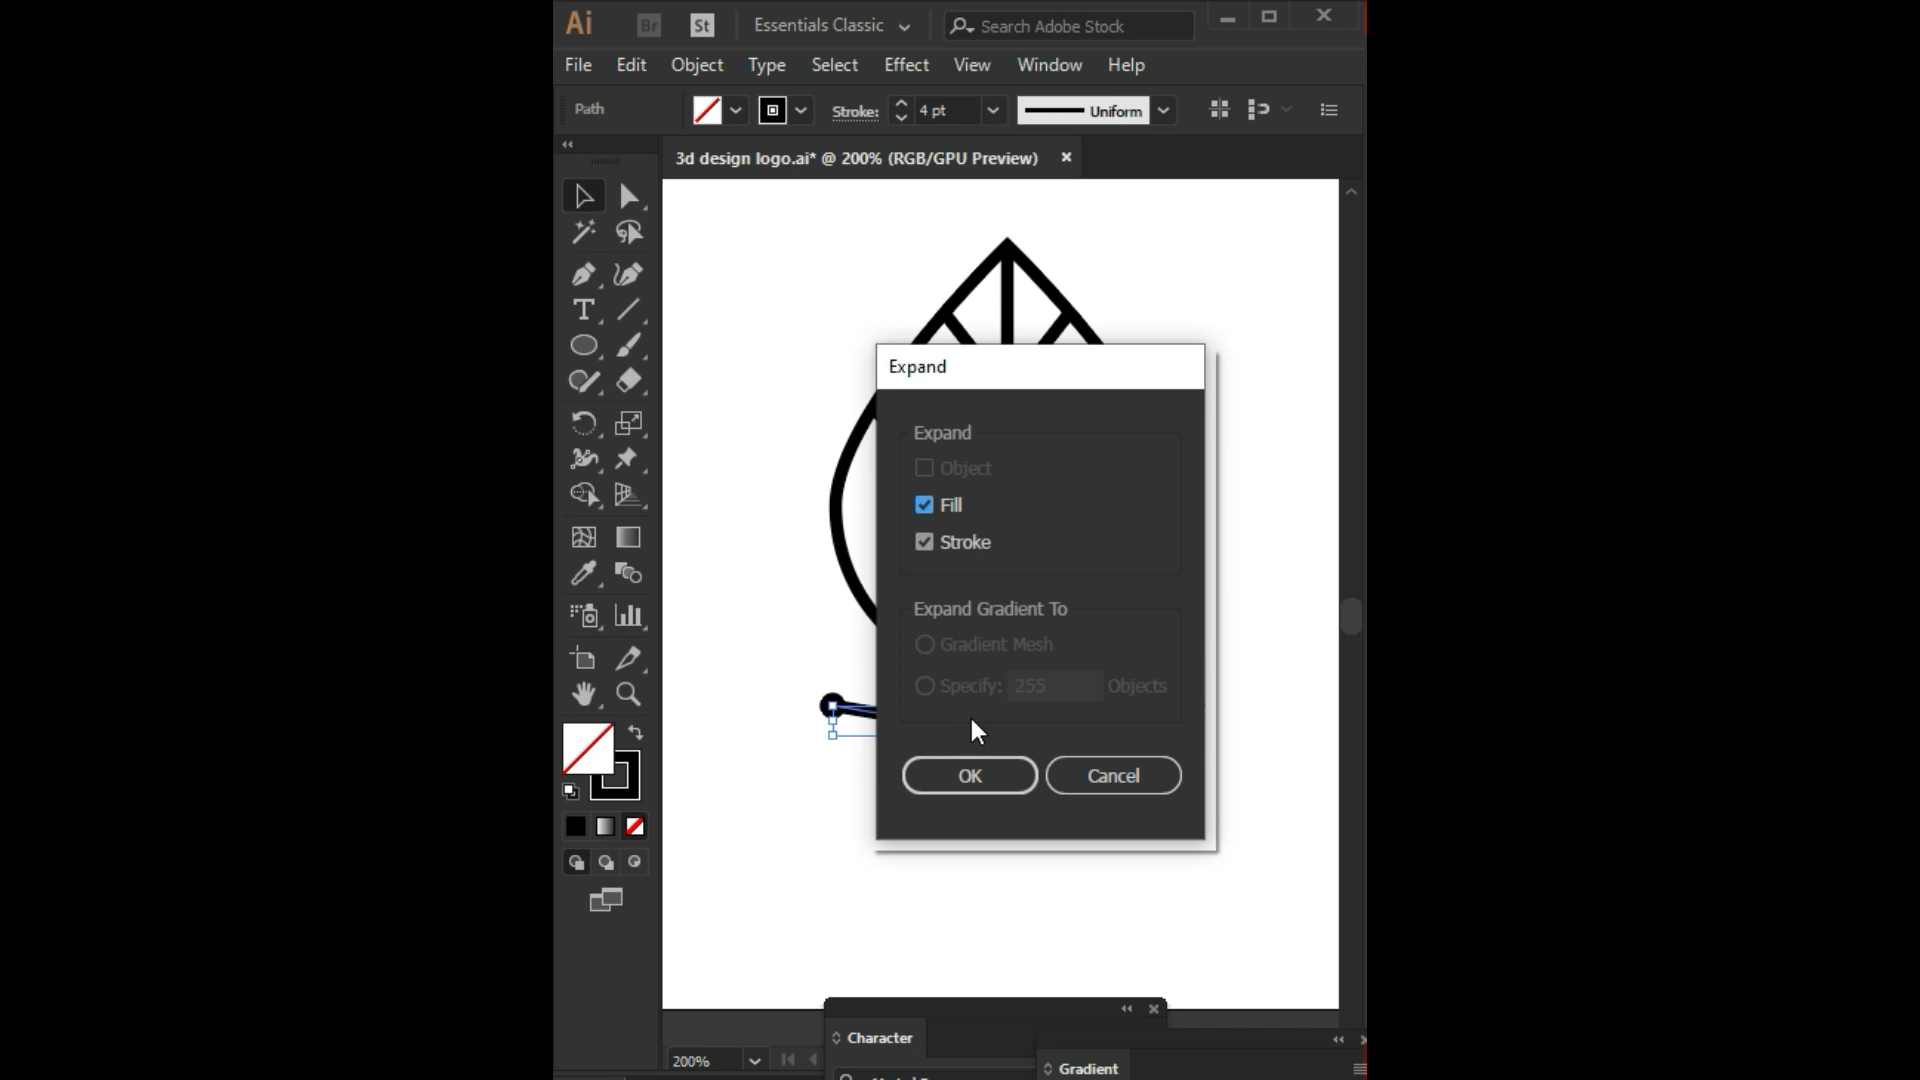 Ai Br St Essentials Classic Search Adobe Stock
File Edit Object Type Select Effect View Window Help
Path Stroke: 4 pt Uniform
3d design logo.ai* @ 200% (RGB/GPU Preview)
Expand
Expand
Object
Fill
Stroke
Expand Gradient To
Gradient Mesh
Specify: 255 Objects
OK Cancel
Character
200%
Gradient